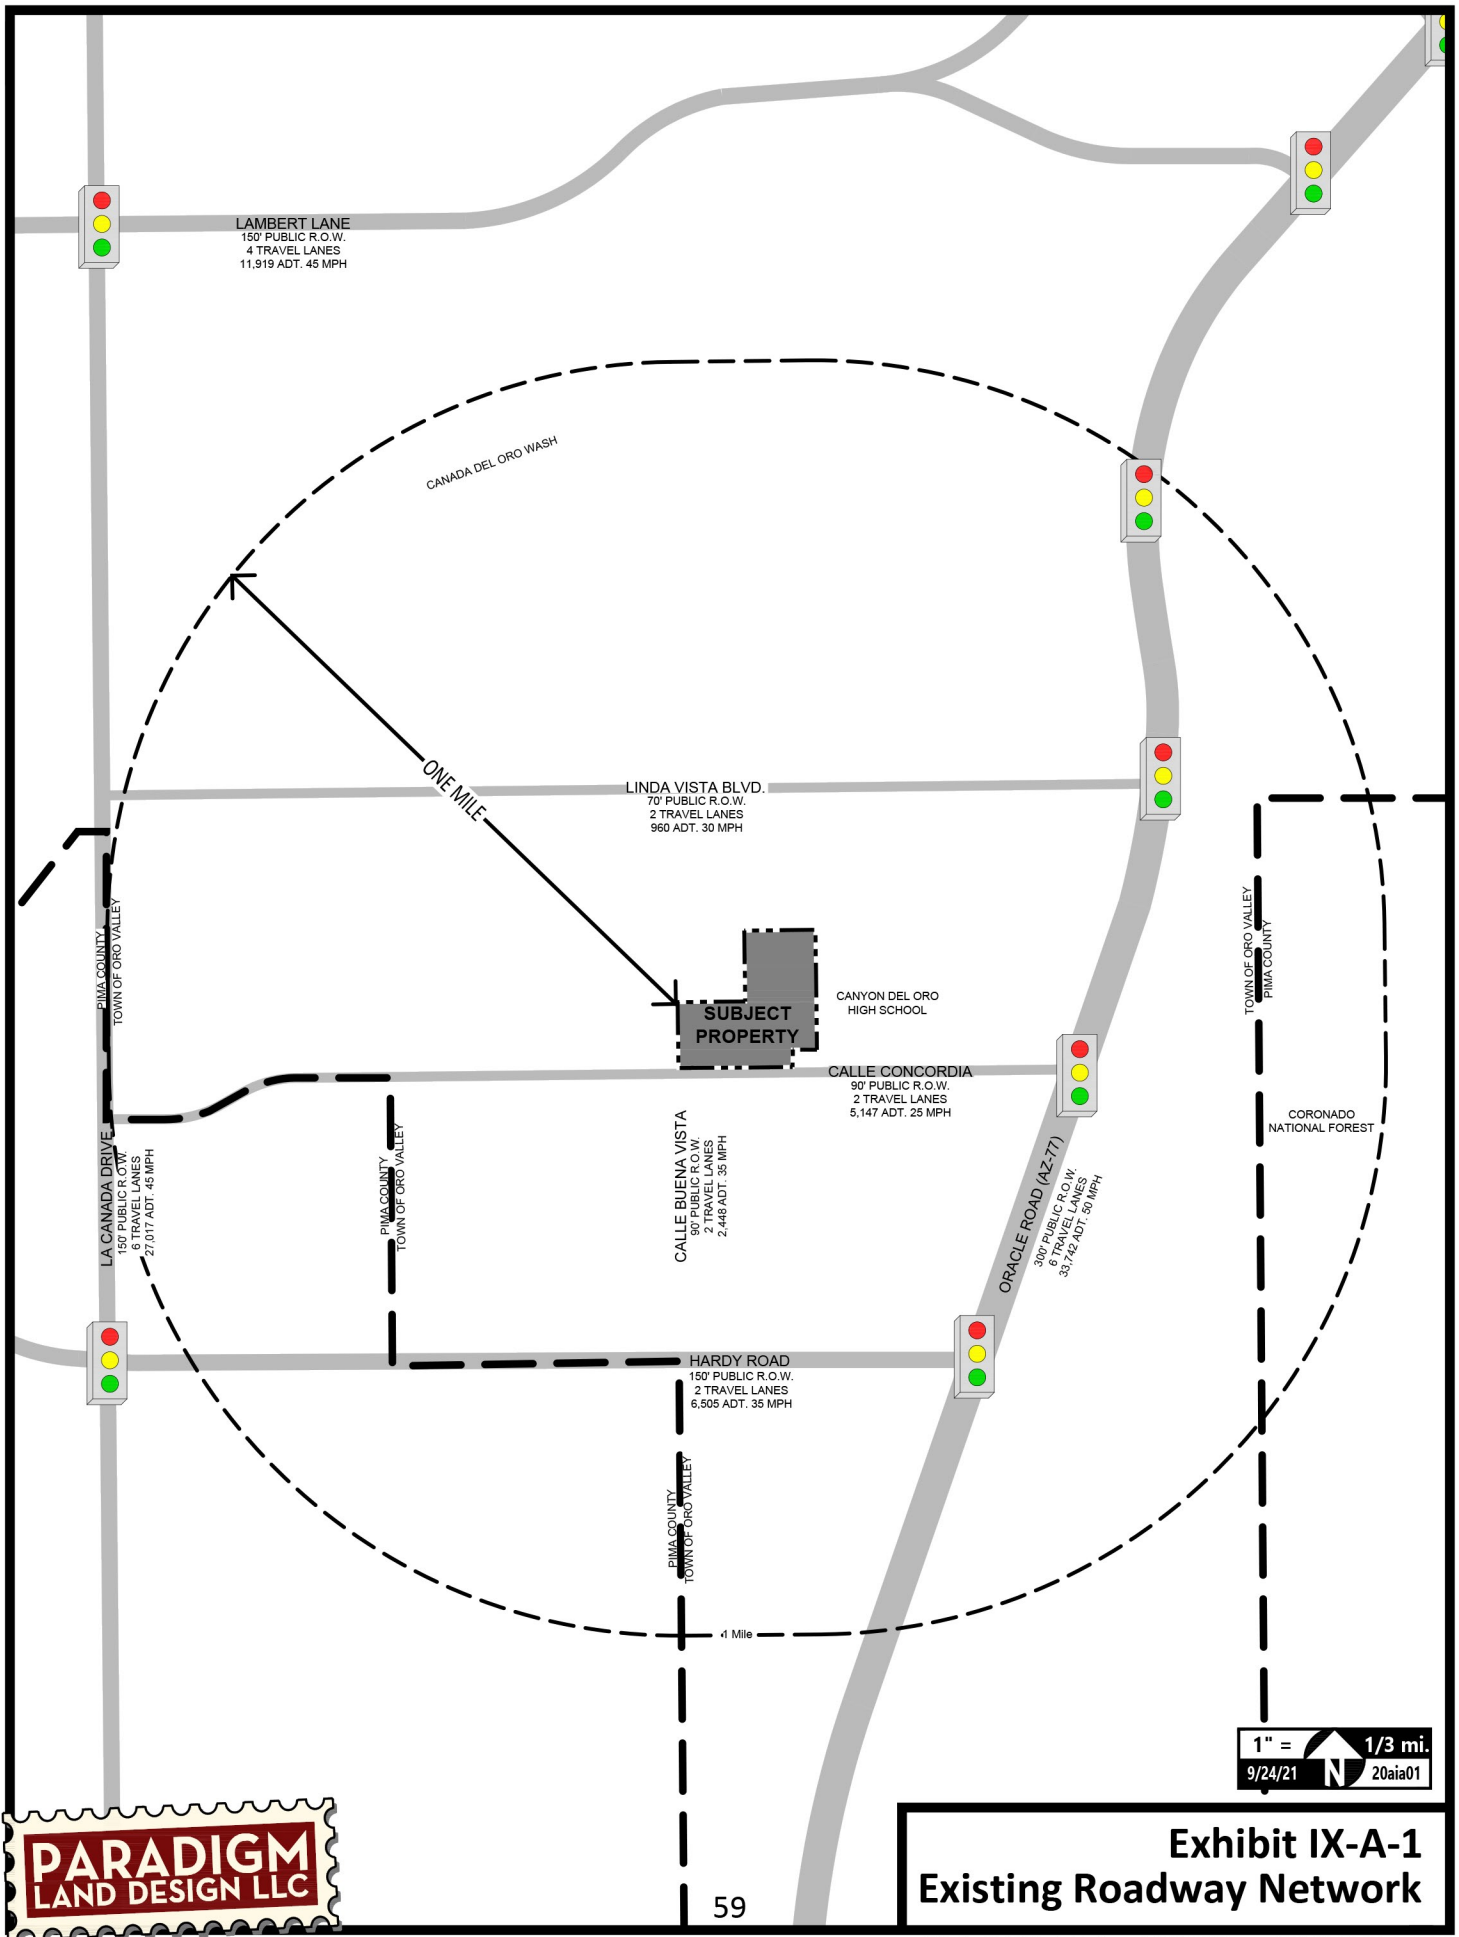 LAMBERT LANE
150' PUBLIC R.O.W.
4 TRAVEL LANES
11,919 ADT. 45 MPH
CANADA DEL ORO WASH
ONE MILE
LINDA VISTA BLVD.
70' PUBLIC R.O.W.
2 TRAVEL LANES
960 ADT. 30 MPH
PIMA COUNTY
TOWN OF ORO VALLEY
TOWN OF ORO VALLEY
PIMA COUNTY
SUBJECT
PROPERTY
CANYON DEL ORO
HIGH SCHOOL
CALLE CONCORDIA
90' PUBLIC R.O.W.
2 TRAVEL LANES
5,147 ADT. 25 MPH
CORONADO
NATIONAL FOREST
LA CANADA DRIVE
150' PUBLIC R.O.W.
6 TRAVEL LANES
27,017 ADT. 45 MPH
PIMA COUNTY
TOWN OF ORO VALLEY
CALLE BUENA VISTA
90' PUBLIC R.O.W.
2 TRAVEL LANES
2,448 ADT. 35 MPH
ORACLE ROAD (AZ-77)
300' PUBLIC R.O.W.
6 TRAVEL LANES
33,742 ADT. 50 MPH
HARDY ROAD
150' PUBLIC R.O.W.
2 TRAVEL LANES
6,505 ADT. 35 MPH
PIMA COUNTY
TOWN OF ORO VALLEY
1 Mile
1" = 1/3 mi.
9/24/21 N 20aia01
PARADIGM
LAND DESIGN LLC
59
Exhibit IX-A-1
Existing Roadway Network